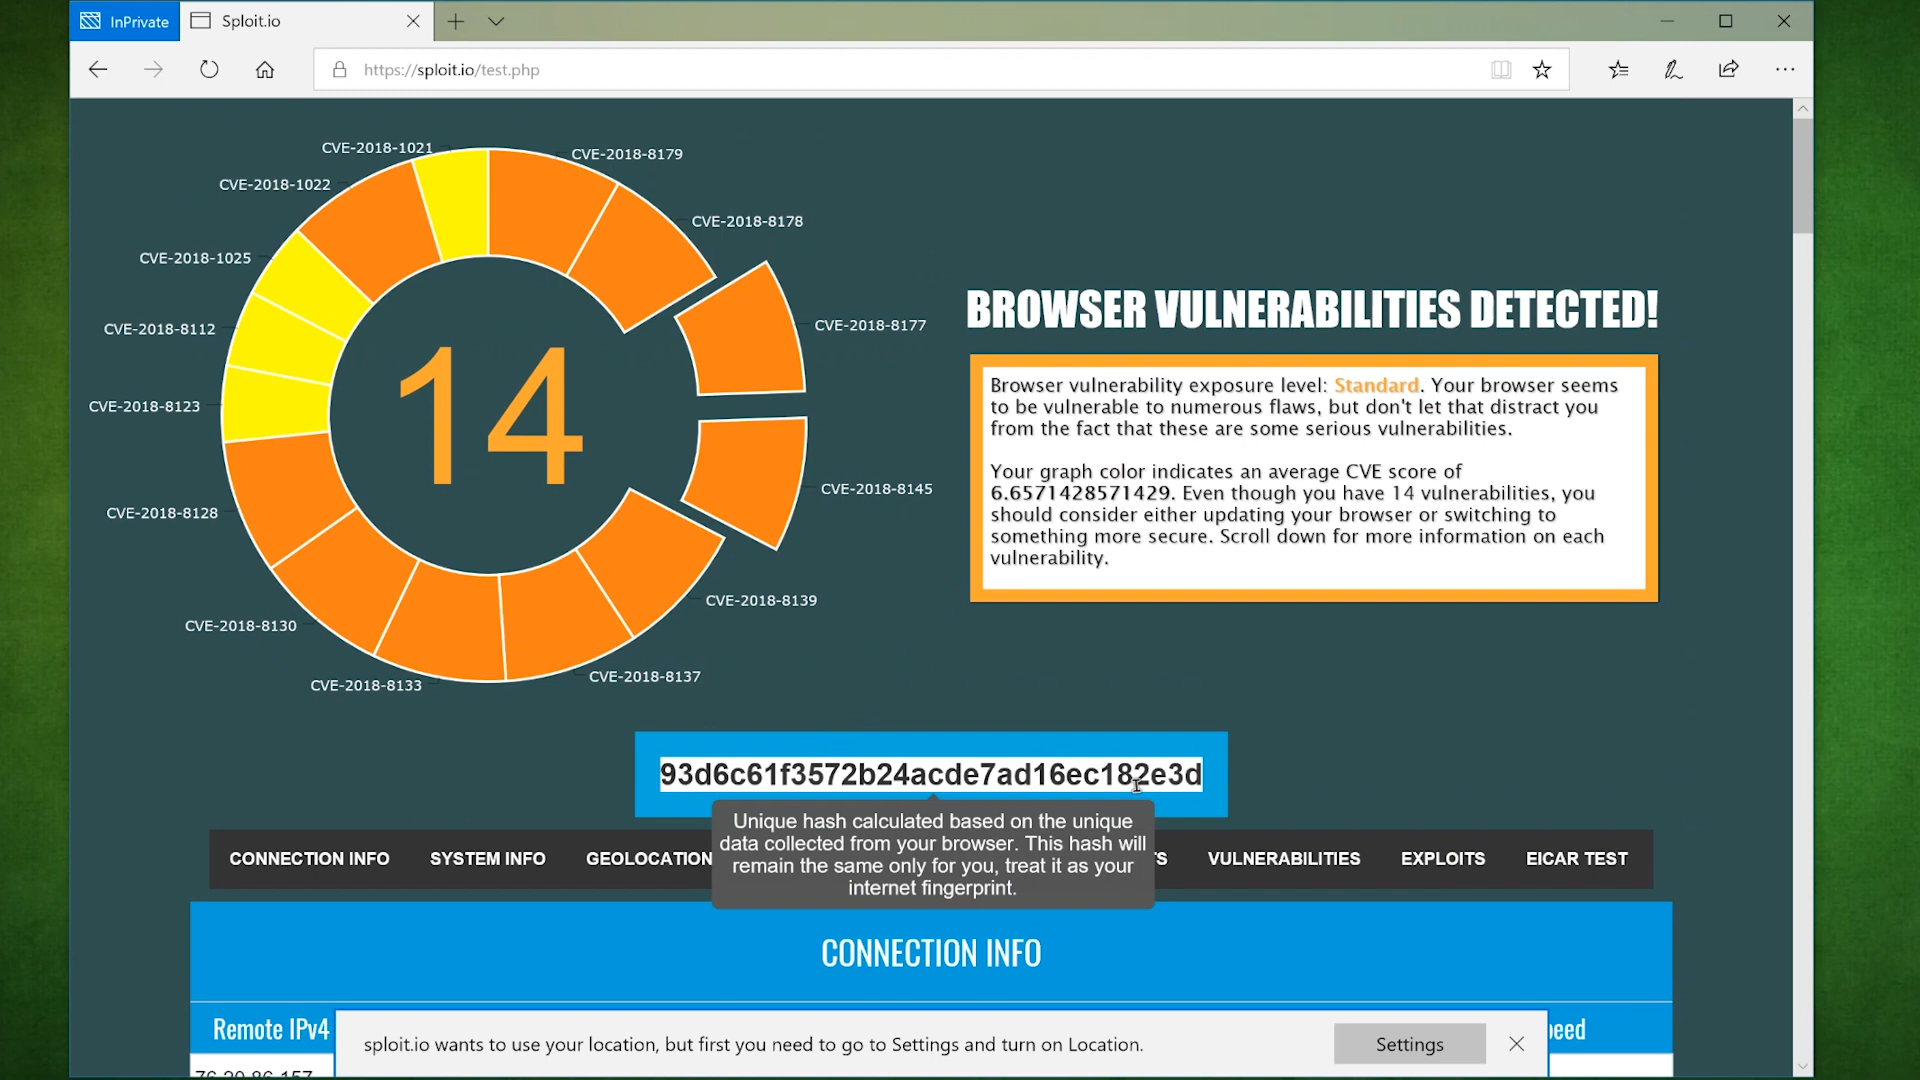 InPrivate
Sploit.io
https://sploit.io/test.php
CVE-2018-1021
CVE-2018-8179
CVE-2018-1022
CVE-2018-8178
CVE-2018-1025
CVE-2018-8177
CVE-2018-8112
CVE-2018-8123
CVE-2018-8145
CVE-2018-8128
CVE-2018-8139
CVE-2018-8130
CVE-2018-8137
CVE-2018-8133
14
BROWSER VULNERABILITIES DETECTED!
Browser vulnerability exposure level: Standard. Your browser seems
to be vulnerable to numerous flaws, but don't let that distract you
from the fact that these are some serious vulnerabilities.
Your graph color indicates an average CVE score of
6.6571428571429. Even though you have 14 vulnerabilities, you
should consider either updating your browser or switching to
something more secure. Scroll down for more information on each
vulnerability.
93d6c61f3572b24acde7ad16ec182e3d
Unique hash calculated based on the unique
data collected from your browser. This hash will
remain the same only for you, treat it as your
internet fingerprint.
CONNECTION INFO SYSTEM INFO GEOLOCATION VULNERABILITIES EXPLOITS EICAR TEST
CONNECTION INFO
Remote IPv4
sploit.io wants to use your location, but first you need to go to Settings and turn on Location.
Settings